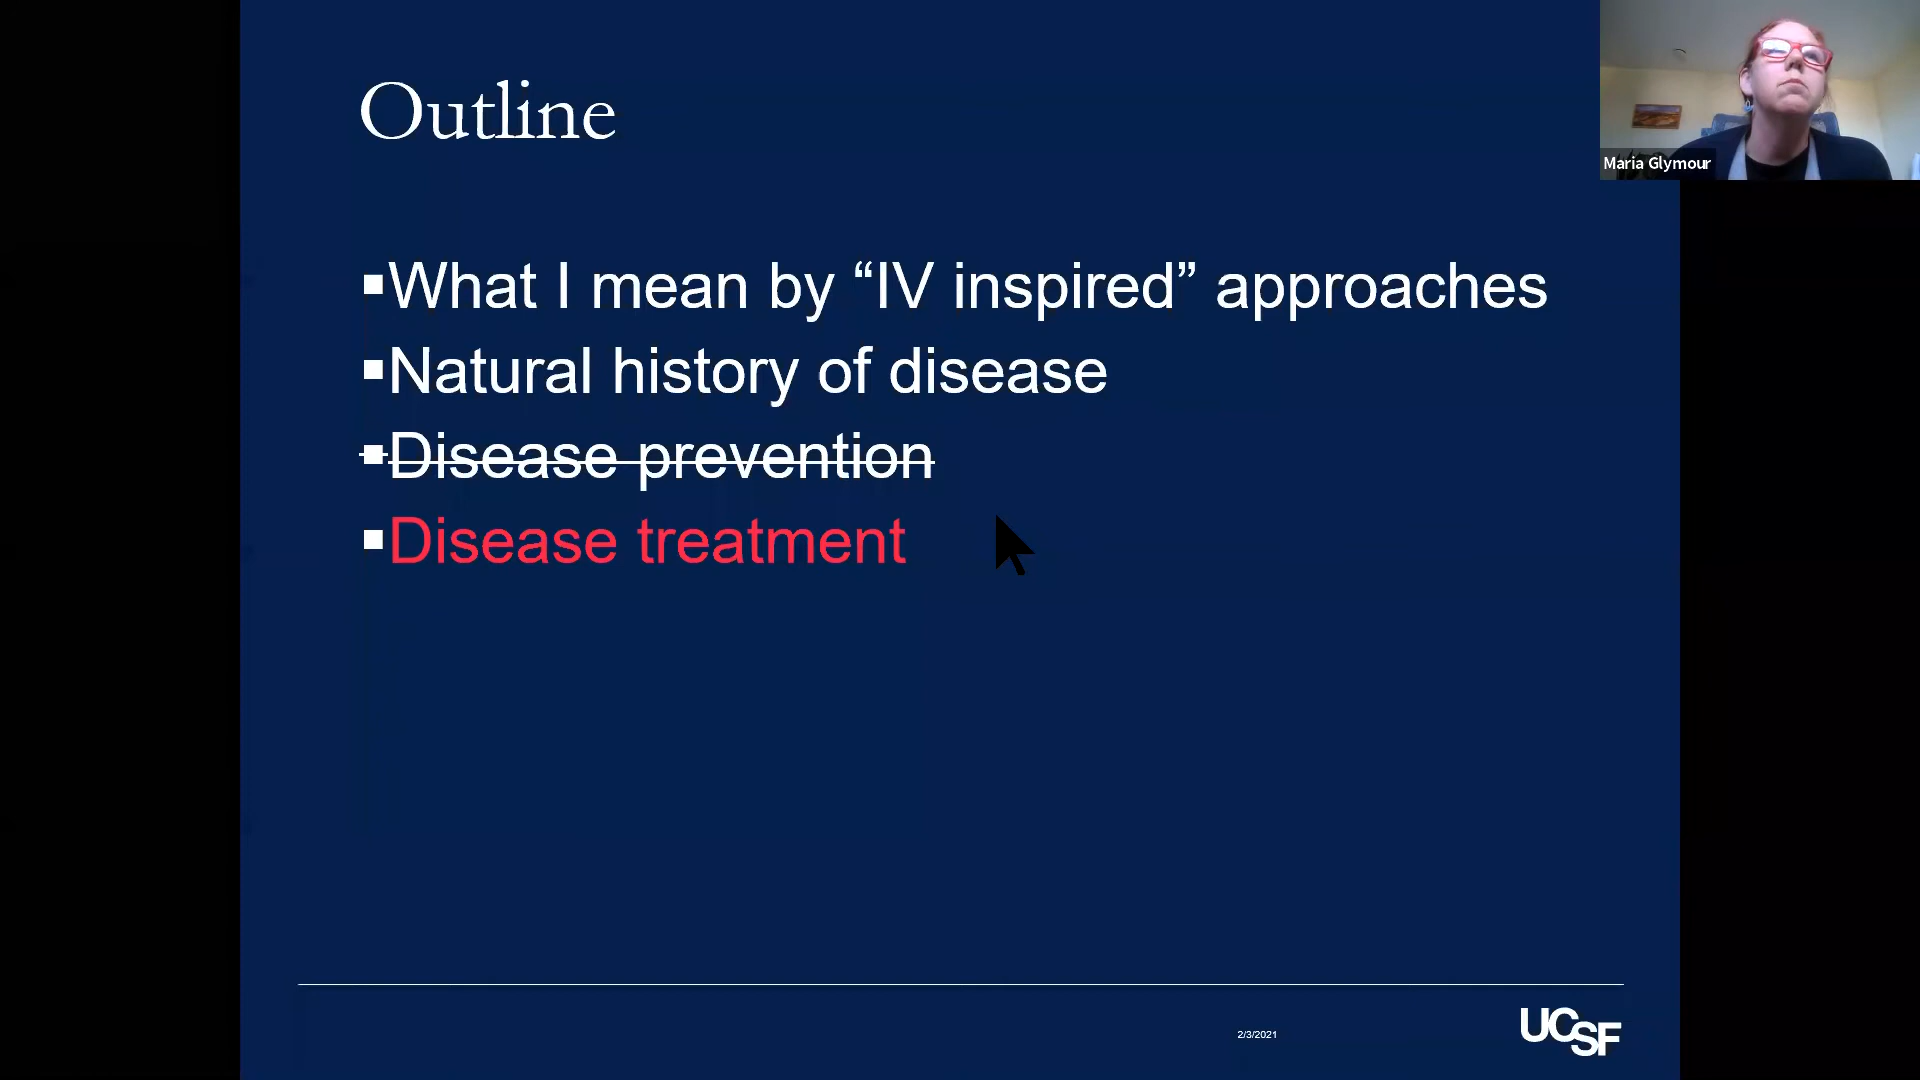 Outline
Maria Glymour
▪What I mean by “IV inspired” approaches
▪Natural history of disease
▪Disease prevention
▪Disease treatment
2/3/2021
UCSF